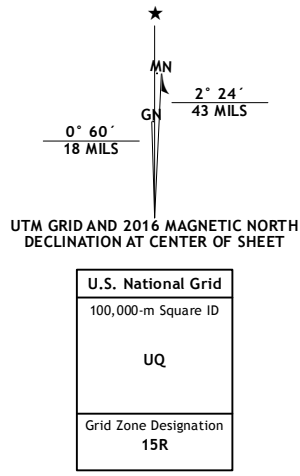 ★
MN
GN
2° 24´
43 MILS
0° 60´
18 MILS
UTM GRID AND 2016 MAGNETIC NORTH
DECLINATION AT CENTER OF SHEET
U.S. National Grid
100,000-m Square ID
UQ
Grid Zone Designation
15R